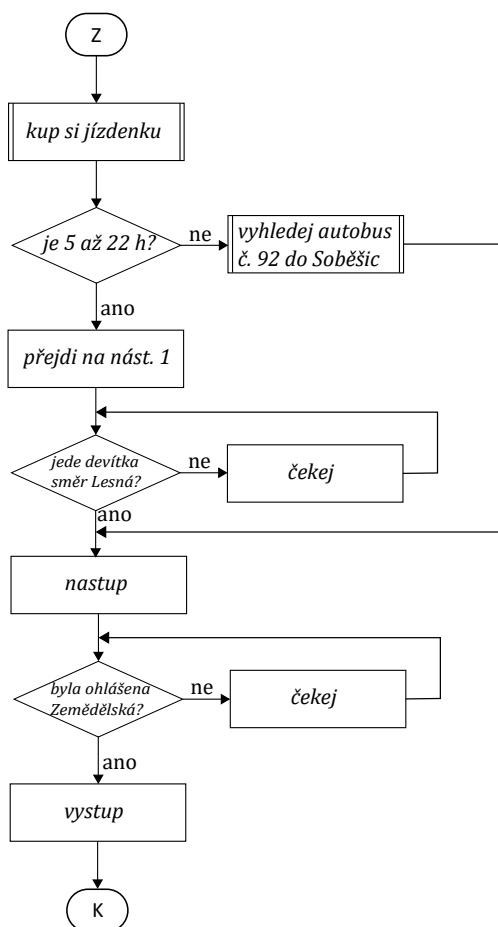 Z
kup si jízdenku
je 5 až 22 h?
ne
vyhledej autobus
č. 92 do Soběšic
ano
přejdi na nást. 1
jede devítka
směr Lesná?
ne
čekej
ano
nastup
byla ohlášena
Zemědělská?
ne
čekej
ano
vystup
K